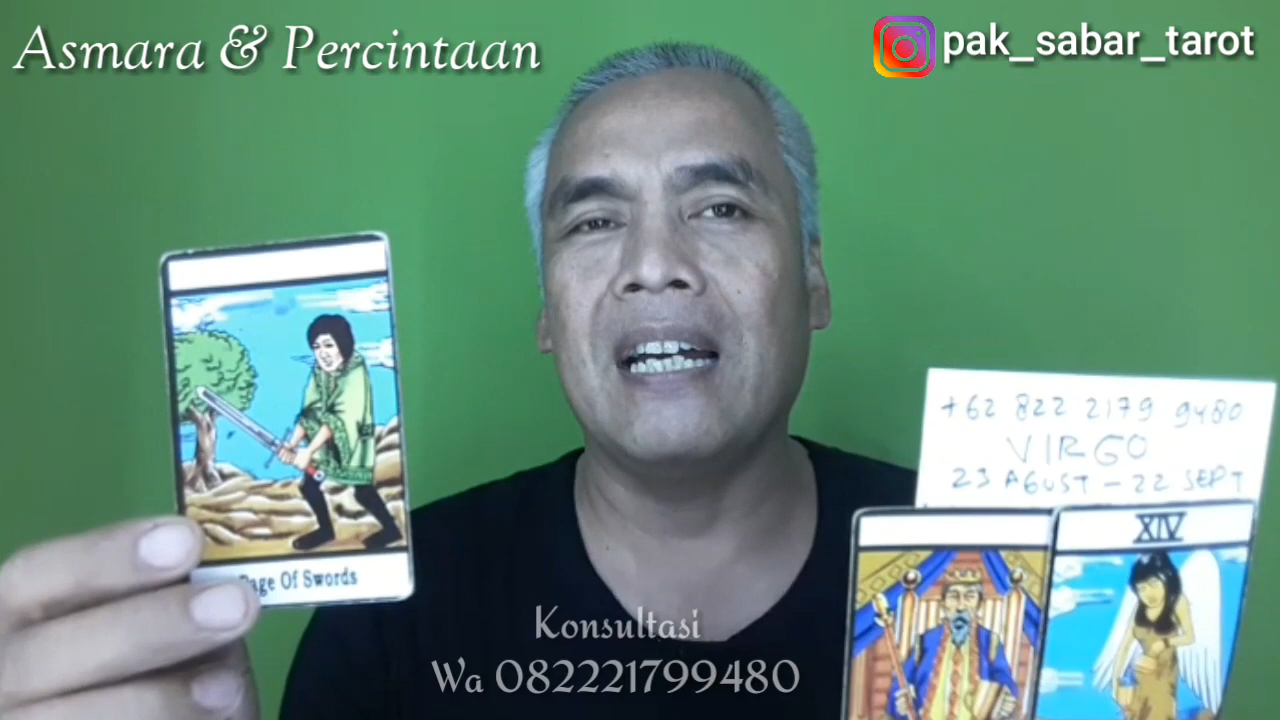 Asmara & Percintaan
pak_sabar_tarot
+62 822 2179 9480
VIRGO
23 AGUST - 22 SEPT
XIV
Page Of Swords
Konsultasi
Wa 082221799480